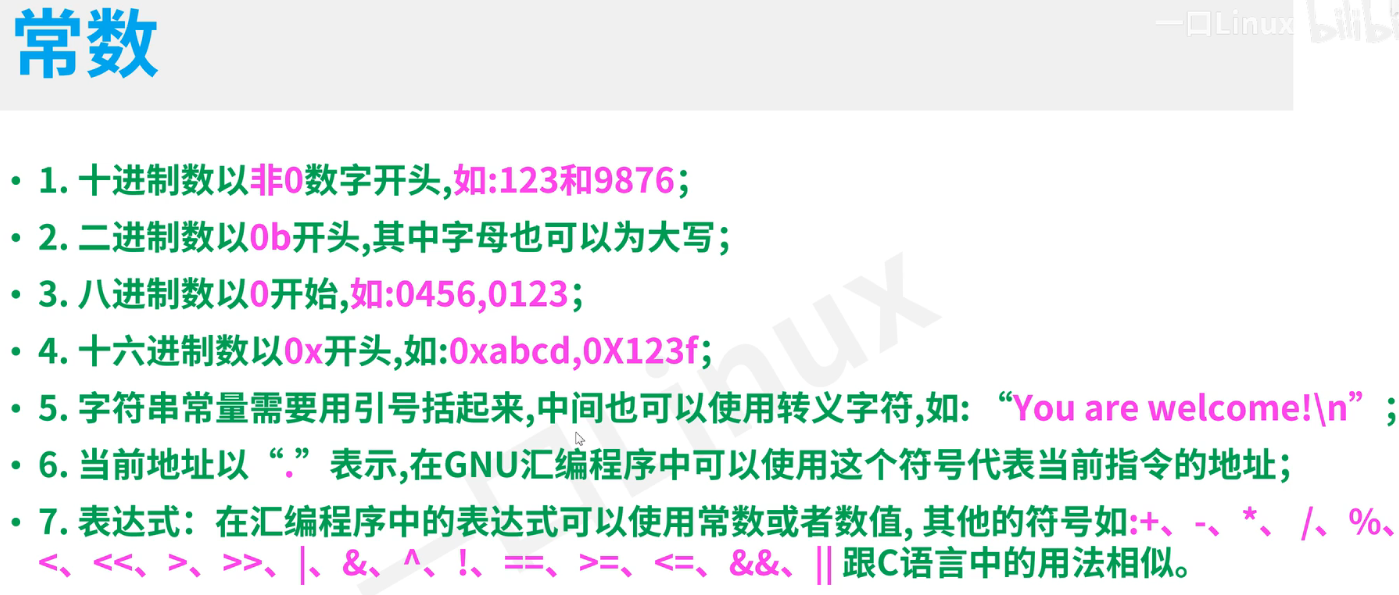 常数
一口Linux bilibili
• 1. 十进制数以非0数字开头,如:123和9876；
• 2. 二进制数以0b开头,其中字母也可以为大写；
• 3. 八进制数以0开始,如:0456,0123；
• 4. 十六进制数以0x开头,如:0xabcd,0X123f；
• 5. 字符串常量需要用引号括起来,中间也可以使用转义字符,如: “You are welcome!\n”；
• 6. 当前地址以“.”表示,在GNU汇编程序中可以使用这个符号代表当前指令的地址；
• 7. 表达式：在汇编程序中的表达式可以使用常数或者数值, 其他的符号如:+、-、*、 /、%、
<、<<、>、>>、|、&、^、!、==、>=、<=、&&、|| 跟C语言中的用法相似。
一口Linux